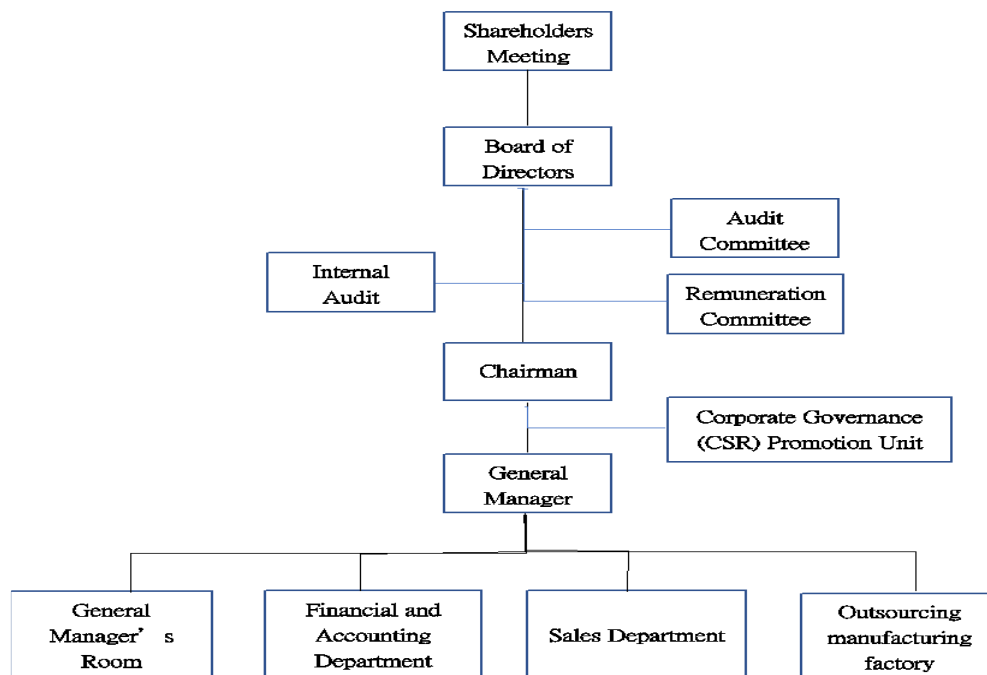 Shareholders
Meeting
Board of
Directors
Audit
Committee
Internal
Audit
Remuneration
Committee
Chairman
Corporate Governance
(CSR) Promotion Unit
General
Manager
General
Manager’s
Room
Financial and
Accounting
Department
Sales Department
Outsourcing
manufacturing
factory